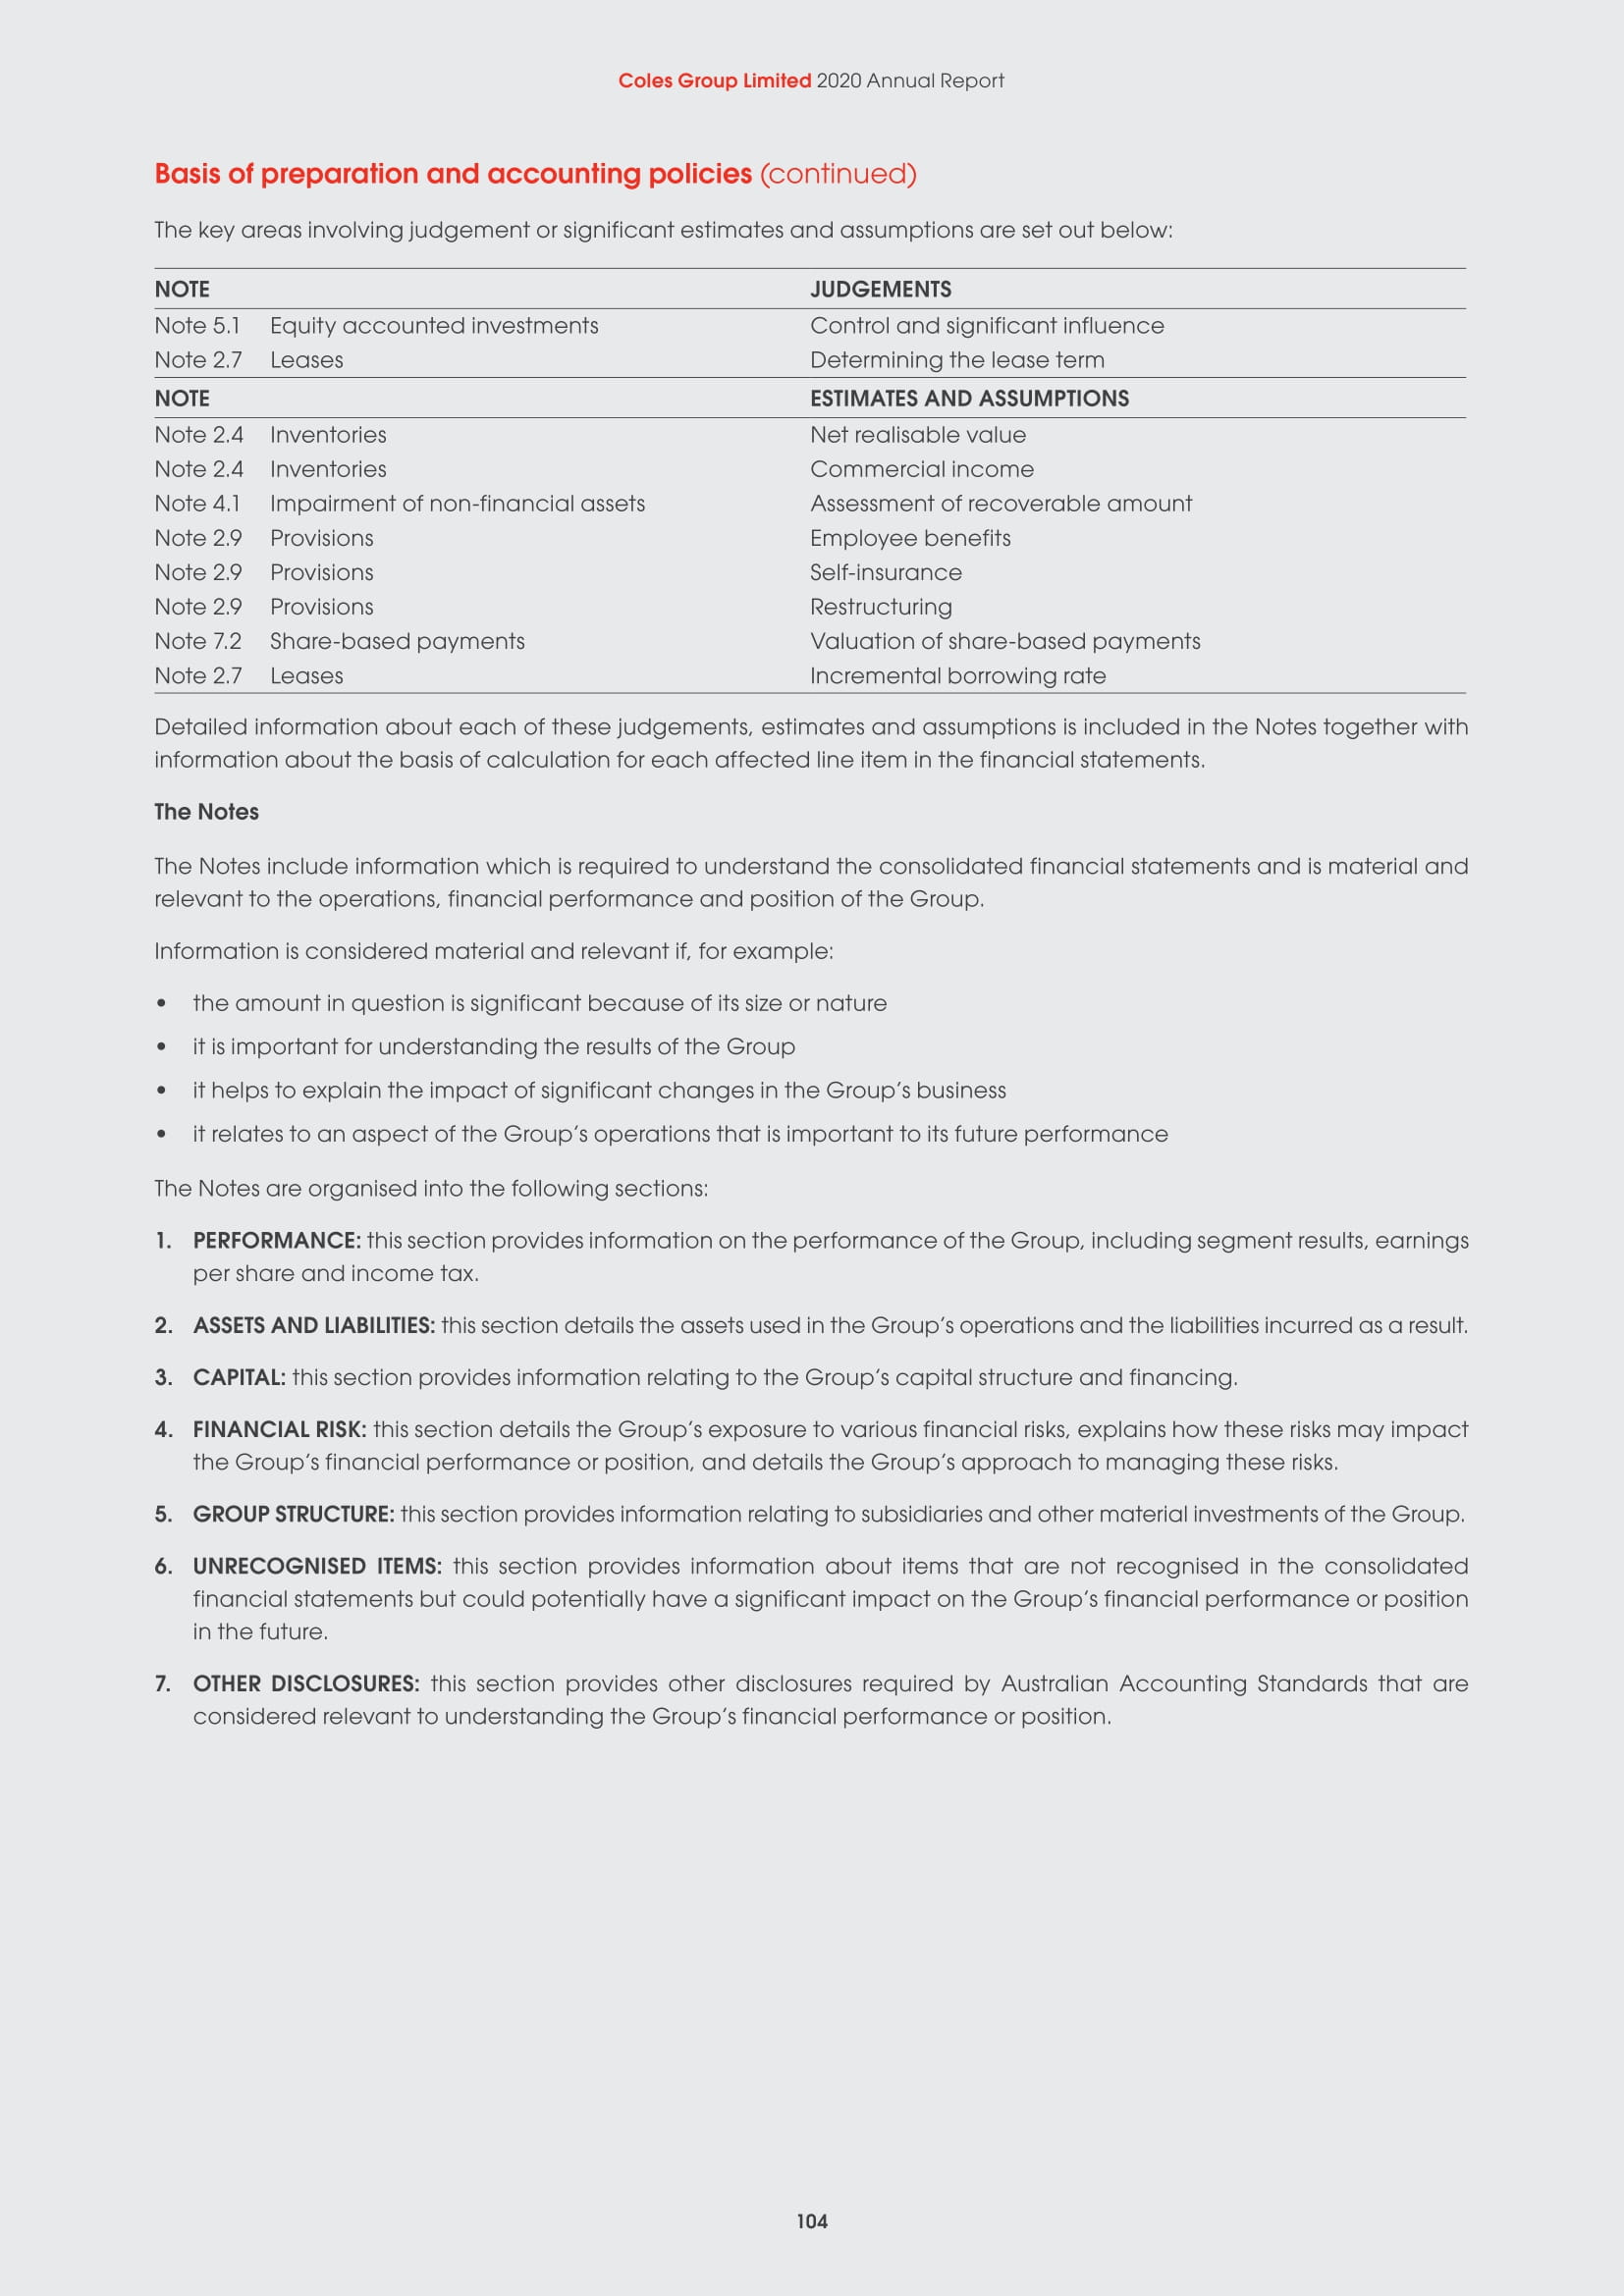 Coles Group Limited 2020 Annual Report
Basis of preparation and accounting policies (continued)
The key areas involving judgement or significant estimates and assumptions are set out below:
NOTE JUDGEMENTS
Note 5.1 Equity accounted investments Control and significant influence
Note 2.7 Leases Determining the lease term
NOTE ESTIMATES AND ASSUMPTIONS
Note 2.4 Inventories Net realisable value
Note 2.4 Inventories Commercial income
Note 4.1 Impairment of non-financial assets Assessment of recoverable amount
Note 2.9 Provisions Employee benefits
Note 2.9 Provisions Self-insurance
Note 2.9 Provisions Restructuring
Note 7.2 Share-based payments Valuation of share-based payments
Note 2.7 Leases Incremental borrowing rate
Detailed information about each of these judgements, estimates and assumptions is included in the Notes together with
information about the basis of calculation for each affected line item in the financial statements.
The Notes
The Notes include information which is required to understand the consolidated financial statements and is material and
relevant to the operations, financial performance and position of the Group.
Information is considered material and relevant if, for example:
• the amount in question is significant because of its size or nature
• it is important for understanding the results of the Group
• it helps to explain the impact of significant changes in the Group's business
• it relates to an aspect of the Group's operations that is important to its future performance
The Notes are organised into the following sections:
1. PERFORMANCE: this section provides information on the performance of the Group, including segment results, earnings
per share and income tax.
2. ASSETS AND LIABILITIES: this section details the assets used in the Group's operations and the liabilities incurred as a result.
3. CAPITAL: this section provides information relating to the Group's capital structure and financing.
4. FINANCIAL RISK: this section details the Group's exposure to various financial risks, explains how these risks may impact
the Group's financial performance or position, and details the Group's approach to managing these risks.
5. GROUP STRUCTURE: this section provides information relating to subsidiaries and other material investments of the Group.
6. UNRECOGNISED ITEMS: this section provides information about items that are not recognised in the consolidated
financial statements but could potentially have a significant impact on the Group's financial performance or position
in the future.
7. OTHER DISCLOSURES: this section provides other disclosures required by Australian Accounting Standards that are
considered relevant to understanding the Group's financial performance or position.
104